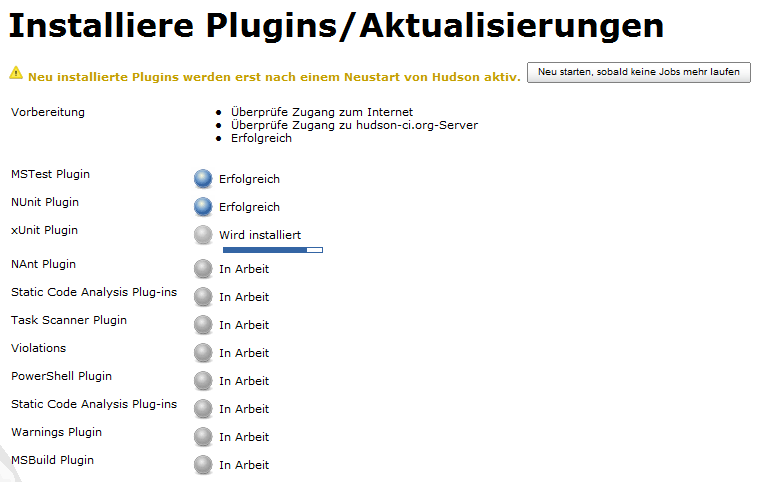 Installiere Plugins/Aktualisierungen
Neu installierte Plugins werden erst nach einem Neustart von Hudson aktiv. Neu starten, sobald keine Jobs mehr laufen
Vorbereitung
• Überprüfe Zugang zum Internet
• Überprüfe Zugang zu hudson-ci.org-Server
• Erfolgreich
MSTest Plugin Erfolgreich
NUnit Plugin Erfolgreich
xUnit Plugin Wird installiert
NAnt Plugin In Arbeit
Static Code Analysis Plug-ins In Arbeit
Task Scanner Plugin In Arbeit
Violations In Arbeit
PowerShell Plugin In Arbeit
Static Code Analysis Plug-ins In Arbeit
Warnings Plugin In Arbeit
MSBuild Plugin In Arbeit